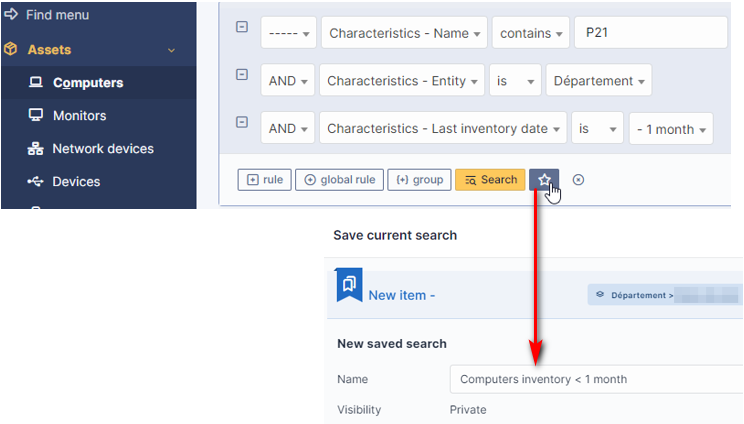 Find menu
Assets
Computers
Monitors
Network devices
Devices
----- Characteristics - Name contains P21
AND Characteristics - Entity is Département
AND Characteristics - Last inventory date is - 1 month
rule global rule group Search
Save current search
New item -
Département >
New saved search
Name Computers inventory < 1 month
Visibility Private